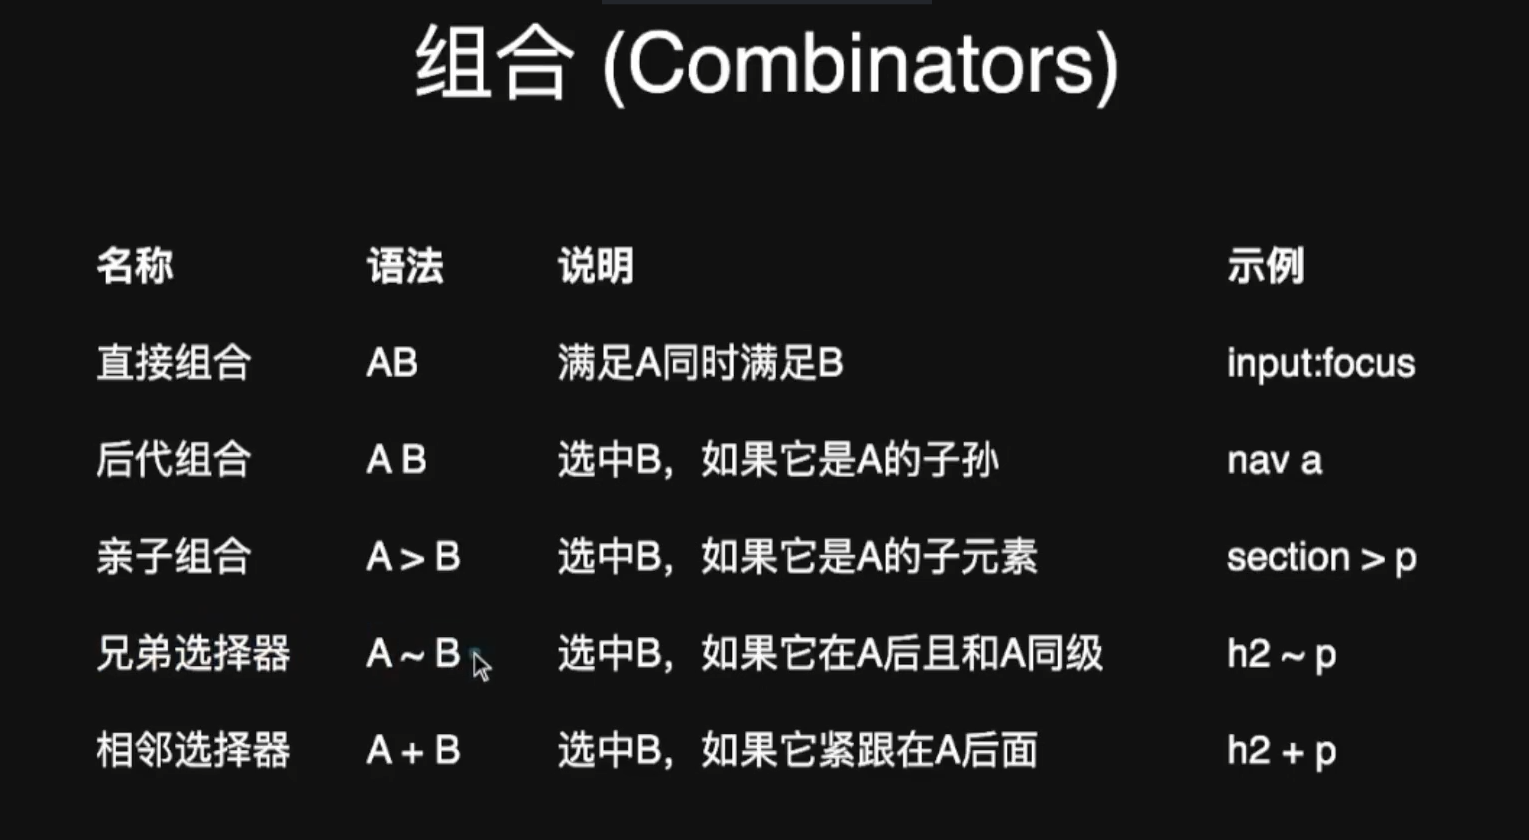 组合 (Combinators)
名称 语法 说明 示例
直接组合 AB 满足A同时满足B input:focus
后代组合 A B 选中B，如果它是A的子孙 nav a
亲子组合 A > B 选中B，如果它是A的子元素 section > p
兄弟选择器 A ~ B 选中B，如果它在A后且和A同级 h2 ~ p
相邻选择器 A + B 选中B，如果它紧跟在A后面 h2 + p